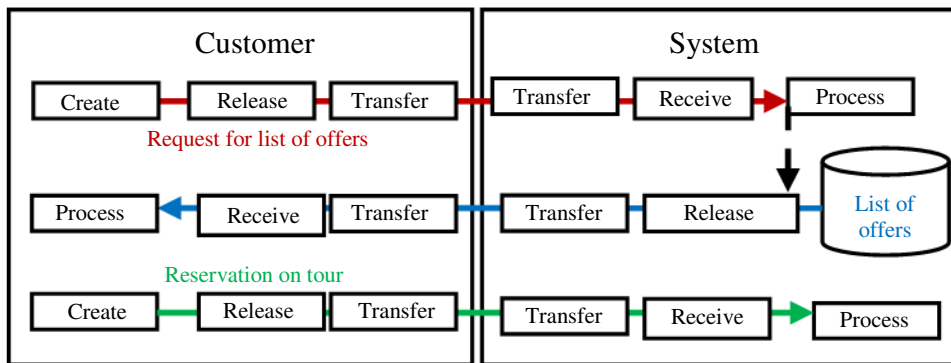 Customer
System
Create
Release
Transfer
Transfer
Receive
Process
Request for list of offers
Process
Receive
Transfer
Transfer
Release
List of
offers
Reservation on tour
Create
Release
Transfer
Transfer
Receive
Process